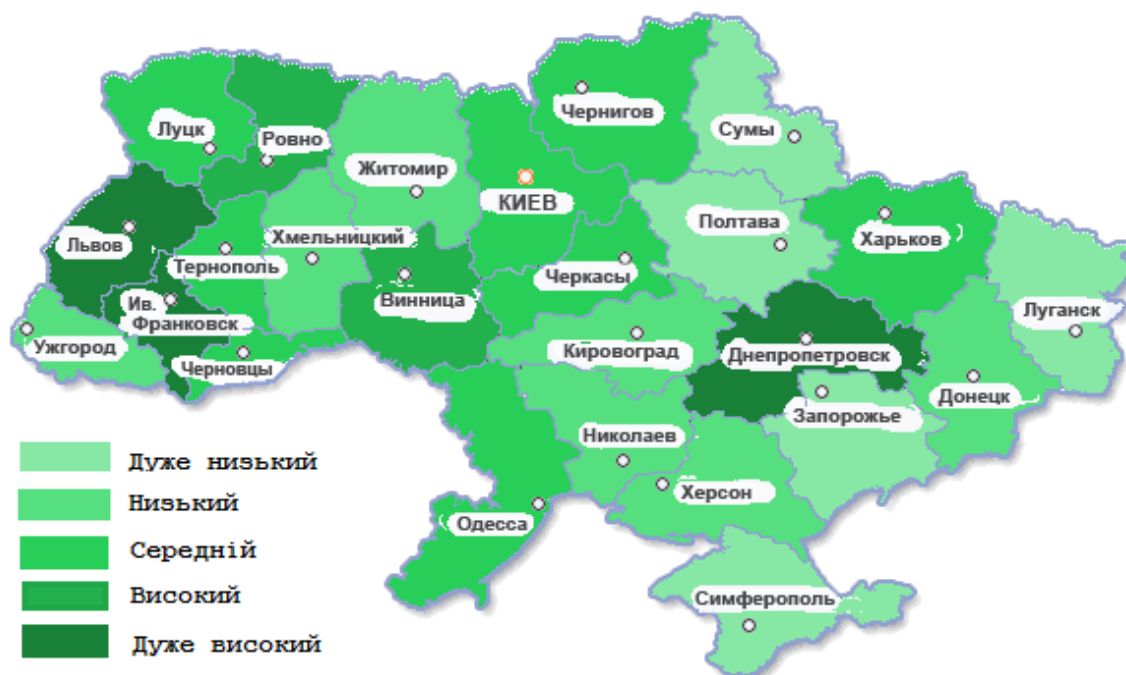 Чернигов
Луцк
Ровно
Сумы
Житомир
КИЕВ
Полтава
Харьков
Львов
Хмельницкий
Тернополь
Черкасы
Винница
Ив.
Франковск
Луганск
Ужгород
Кировоград
Днепропетровск
Черновцы
Донецк
Запорожье
Николаев
Херсон
Одесса
Симферополь
Дуже низький
Низький
Середній
Високий
Дуже високий